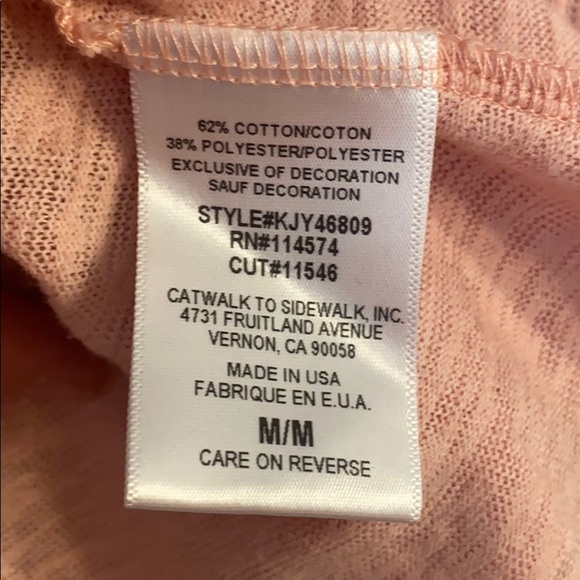 62% COTTON/COTON
38% POLYESTER/POLYESTER
EXCLUSIVE OF DECORATION
SAUF DECORATION
STYLE#KJY46809
RN#114574
CUT#11546
CATWALK TO SIDEWALK, INC.
4731 FRUITLAND AVENUE
VERNON, CA 90058
MADE IN USA
FABRIQUE EN E.U.A.
M/M
CARE ON REVERSE